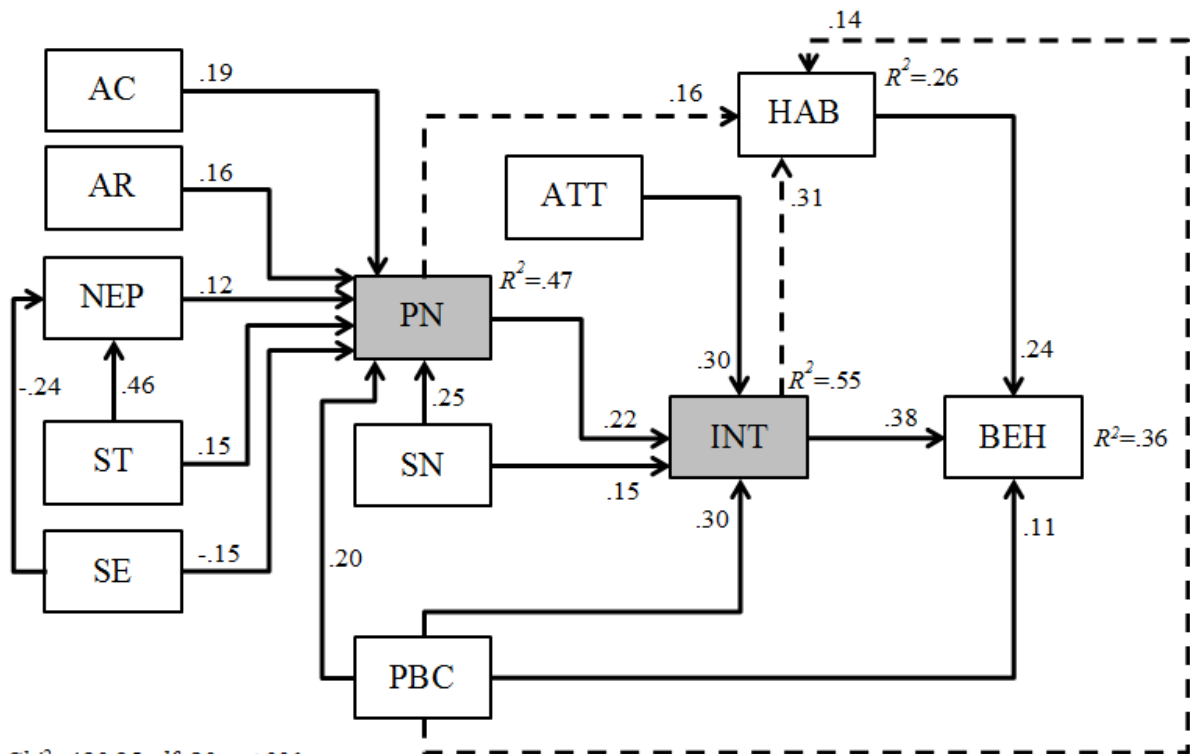 .14
AC
.19
HAB
R²=.26
.16
AR
.16
ATT
.31
NEP
.12
PN
R²=.47
-.24
.46
.25
.30
R²=.55
.24
ST
.15
SN
.22
INT
.38
BEH
R²=.36
.15
.30
.11
SE
-.15
.20
PBC